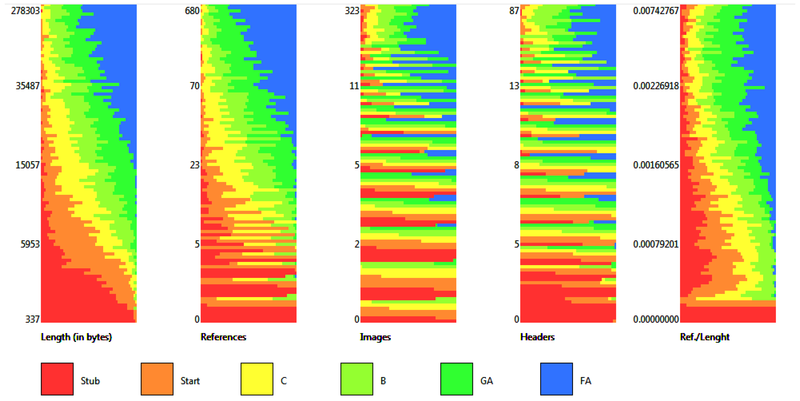 278303 680 323 87 0.00742767
35487 70 11 13 0.00226918
15057 23 5 8 0.00160565
5953 5 2 5 0.00079201
337 0 0 0 0.00000000
Length (in bytes) References Images Headers Ref./Lenght
Stub Start C B GA FA